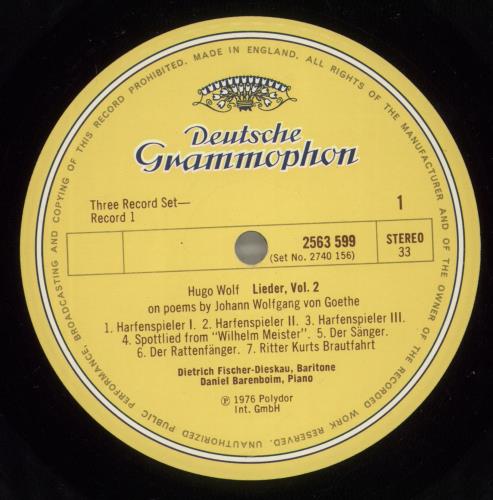 ALL RIGHTS OF THE MANUFACTURER AND OF THE OWNER OF THE RECORDED WORK RESERVED. UNAUTHORIZED PUBLIC PERFORMANCE, BROADCASTING AND COPYING OF THIS RECORD PROHIBITED. MADE IN ENGLAND.
Deutsche
Grammophon
Three Record Set—
Record 1
1
2563 599
(Set No. 2740 156)
STEREO
33
Hugo Wolf Lieder, Vol. 2
on poems by Johann Wolfgang von Goethe
1. Harfenspieler I. 2. Harfenspieler II. 3. Harfenspieler III.
4. Spottlied from "Wilhelm Meister". 5. Der Sänger.
6. Der Rattenfänger. 7. Ritter Kurts Brautfahrt
Dietrich Fischer-Dieskau, Baritone
Daniel Barenboim, Piano
℗ 1976 Polydor
Int. GmbH